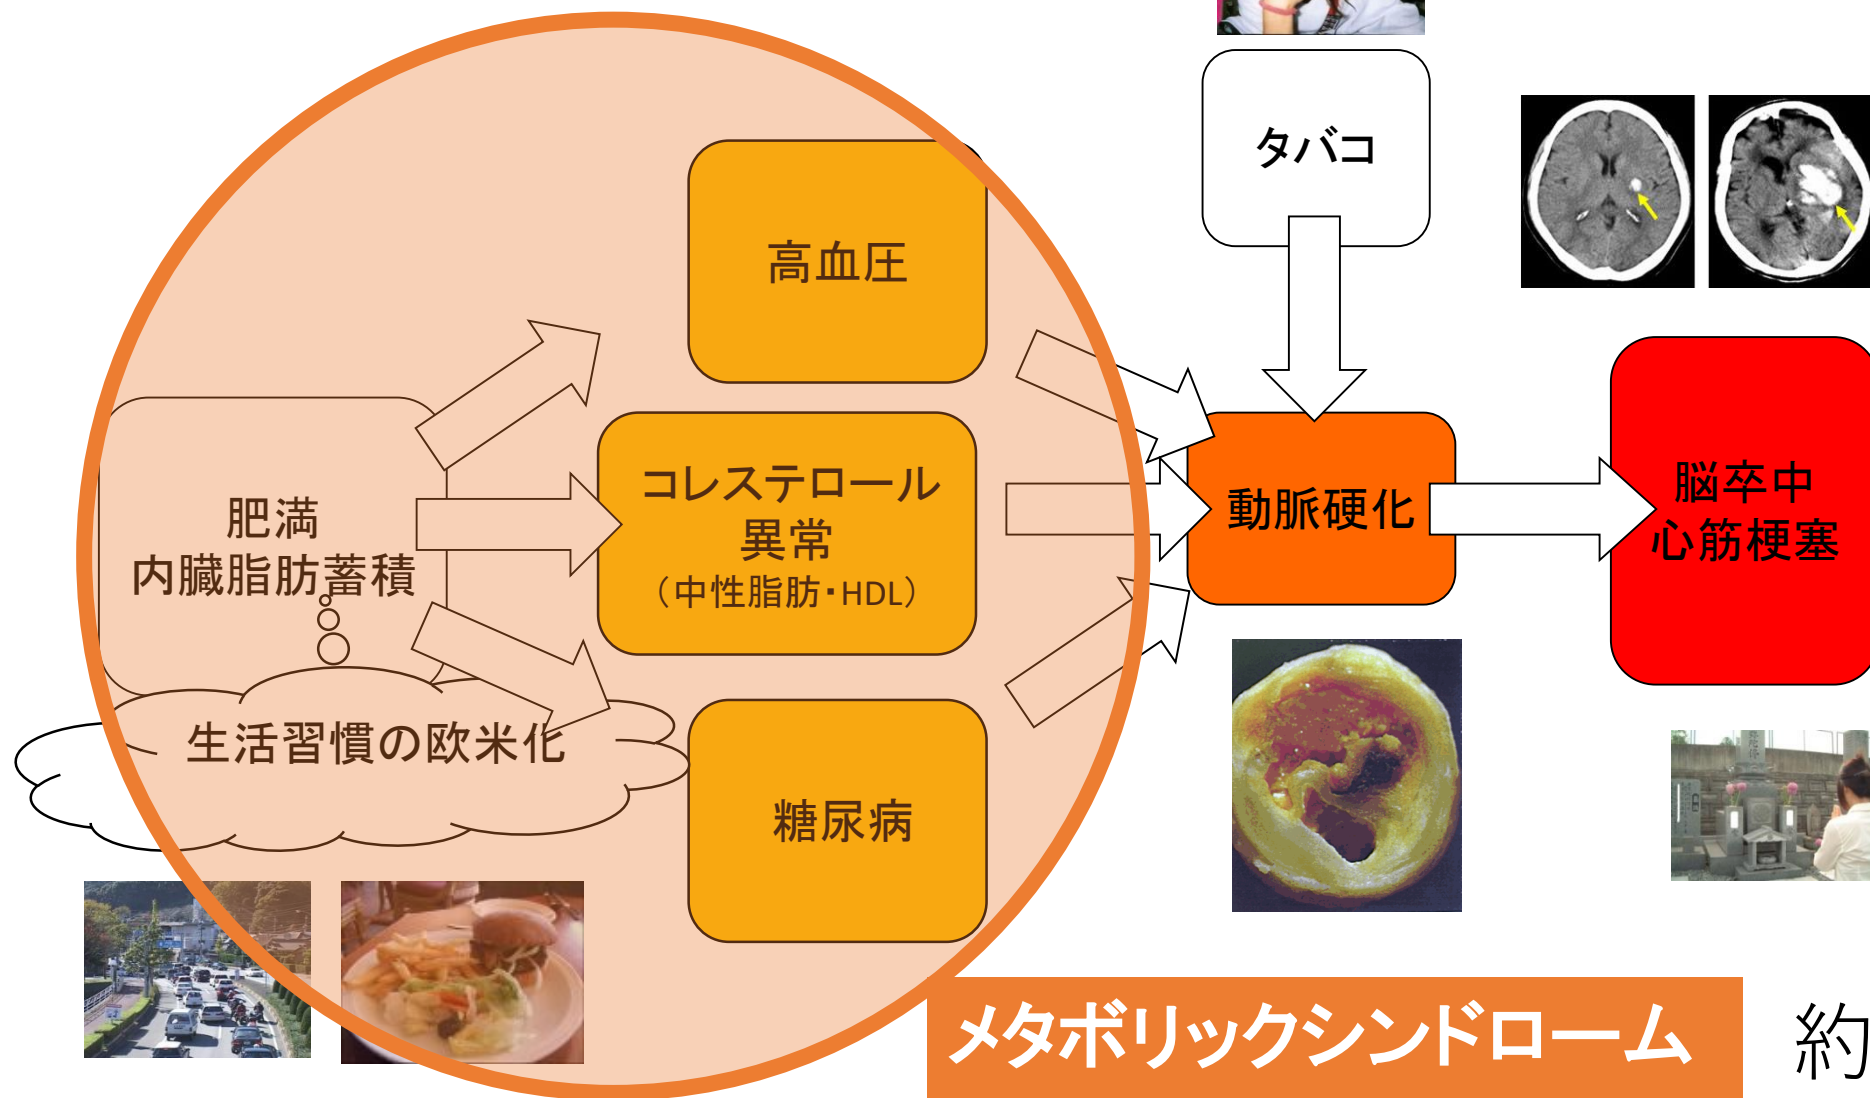 タバコ
高血圧
肥満
内臓脂肪蓄積
コレステロール
異常
（中性脂肪・HDL）
動脈硬化
脳卒中
心筋梗塞
生活習慣の欧米化
糖尿病
メタボリックシンドローム
約